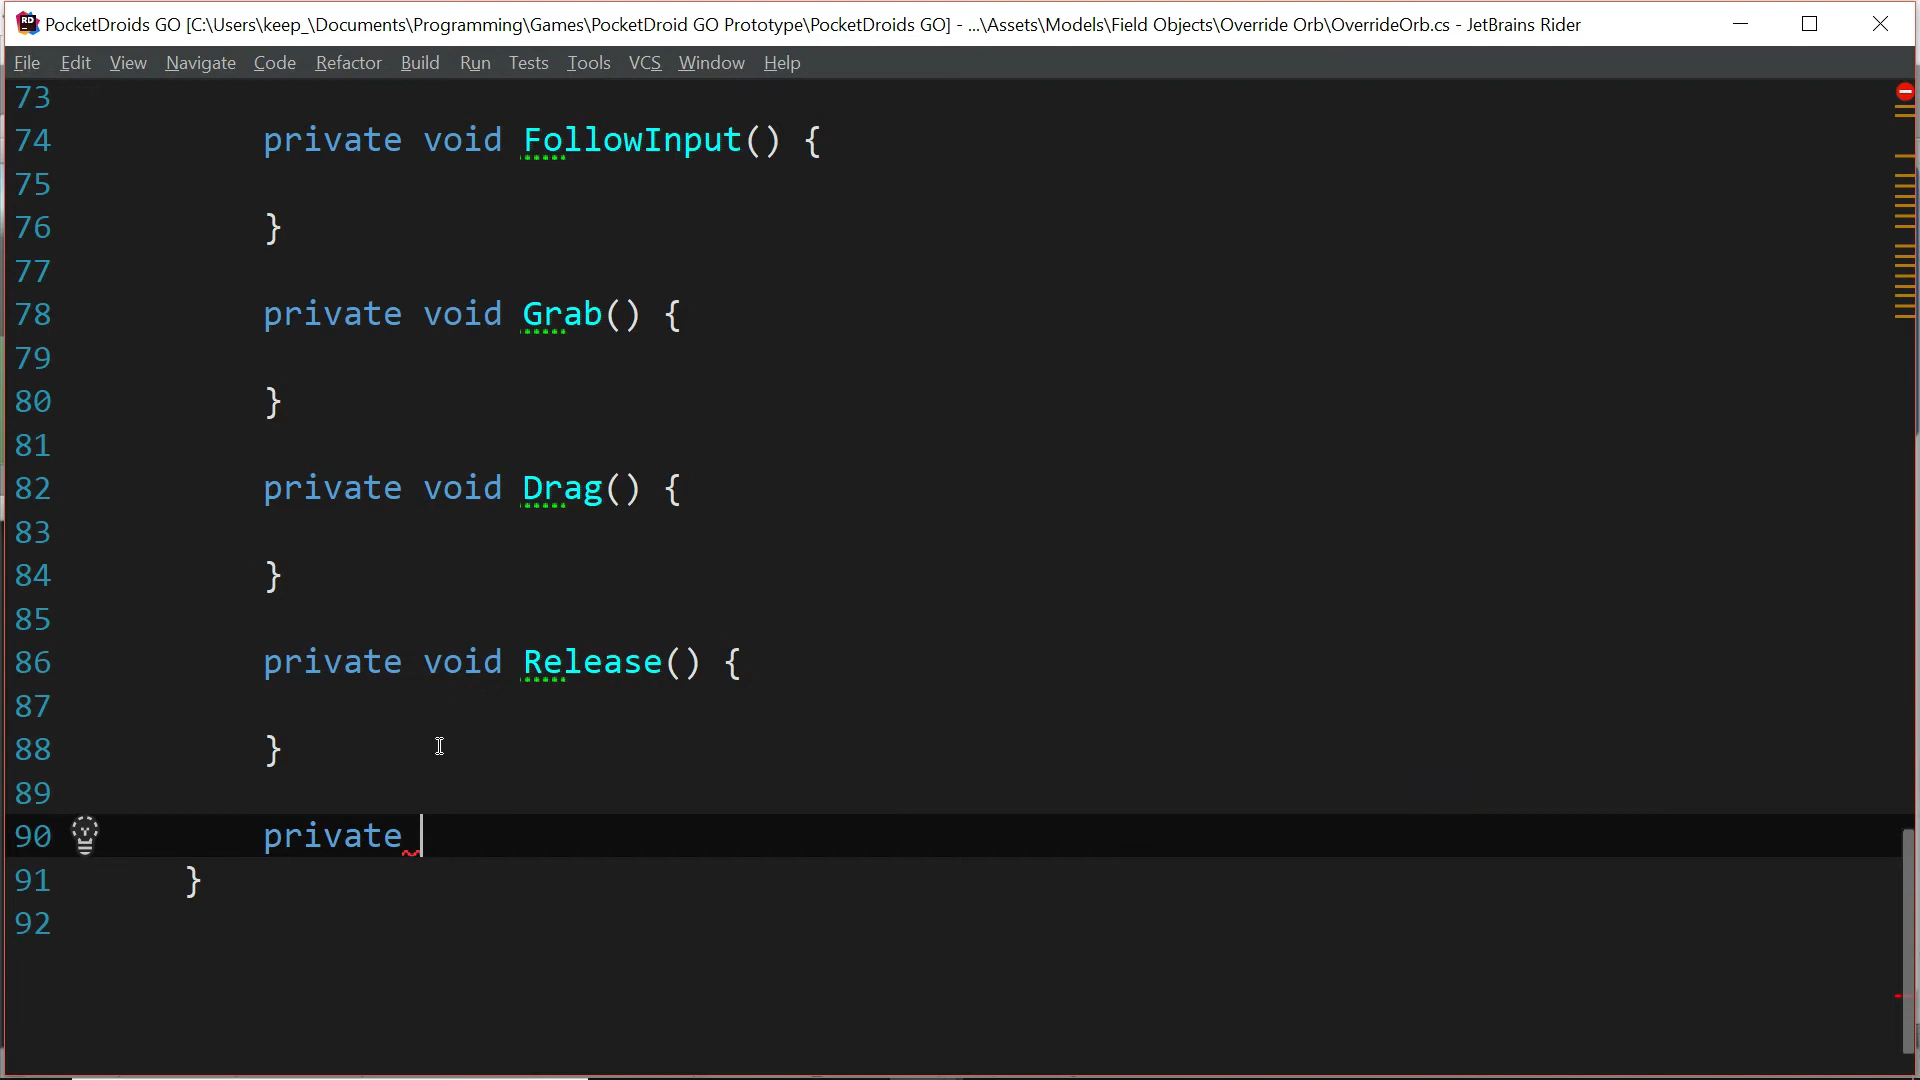 PocketDroids GO [C:\Users\keep_\Documents\Programming\Games\PocketDroid GO Prototype\PocketDroids GO] - ...\Assets\Models\Field Objects\Override Orb\OverrideOrb.cs - JetBrains Rider
File Edit View Navigate Code Refactor Build Run Tests Tools VCS Window Help
73
74 private void FollowInput() {
75
76 }
77
78 private void Grab() {
79
80 }
81
82 private void Drag() {
83
84 }
85
86 private void Release() {
87
88 }
89
90 private
91 }
92